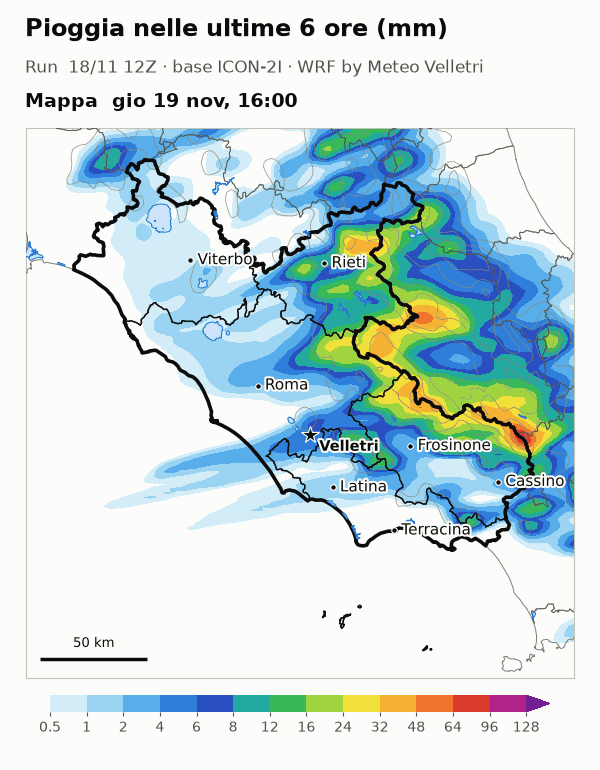 Pioggia nelle ultime 6 ore (mm)
Run  18/11 12Z · base ICON-2I · WRF by Meteo Velletri
Mappa  gio 19 nov, 16:00
Viterbo
Rieti
Roma
Velletri
Frosinone
Cassino
Latina
Terracina
50 km
0.5 1 2 4 6 8 12 16 24 32 48 64 96 128